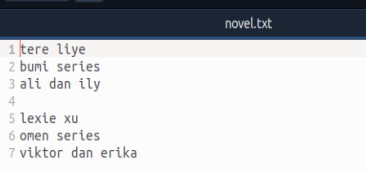 novel.txt
1 tere liye
2 bumi series
3 ali dan ily
4
5 lexie xu
6 omen series
7 viktor dan erika